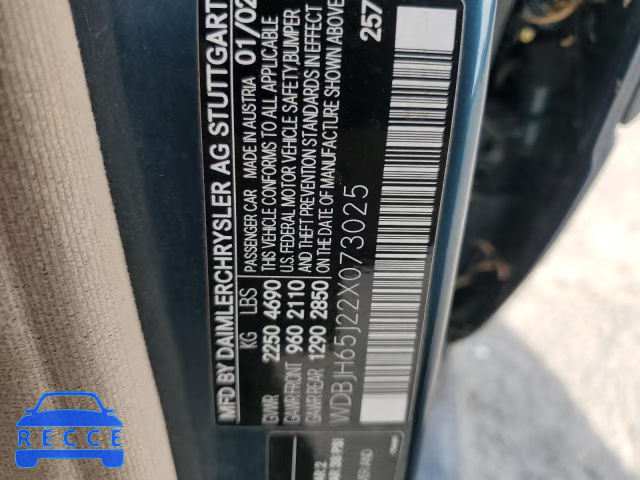 MFD BY DAIMLERCHRYSLER AG STUTTGART
01/02
KG LBS PASSENGER CAR MADE IN AUSTRIA
GVWR 2250 4690 THIS VEHICLE CONFORMS TO ALL APPLICABLE
GAWR FRONT 960 2110 U.S. FEDERAL MOTOR VEHICLE SAFETY, BUMPER
GAWR REAR 1290 2850 AND THEFT PREVENTION STANDARDS IN EFFECT
ON THE DATE OF MANUFACTURE SHOWN ABOVE
WDBJH65J22X073025
257
38 PSI
RECCE